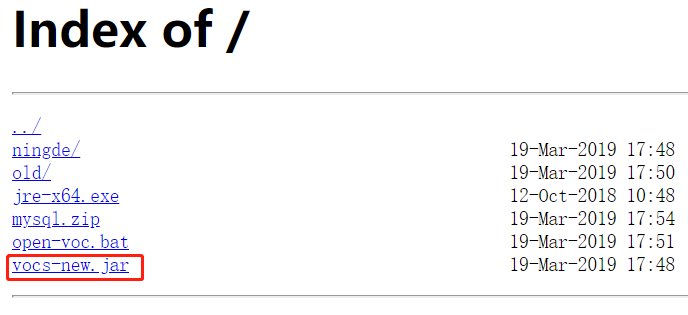 Index of /
../
ningde/ 19-Mar-2019 17:48
old/ 19-Mar-2019 17:50
jre-x64.exe 12-Oct-2018 10:48
mysql.zip 19-Mar-2019 17:54
open-voc.bat 19-Mar-2019 17:51
vocs-new.jar 19-Mar-2019 17:48